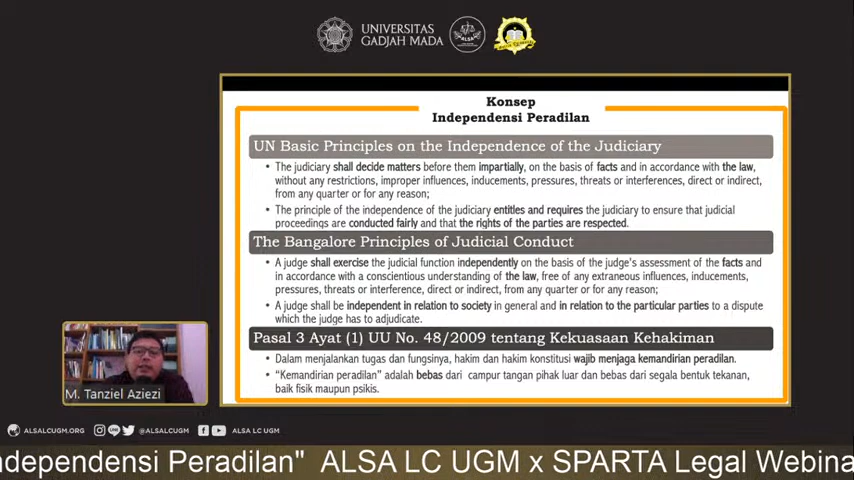 UNIVERSITAS
GADJAH MADA
ALSA
Konsep
Independensi Peradilan
UN Basic Principles on the Independence of the Judiciary
• The judiciary shall decide matters before them impartially, on the basis of facts and in accordance with the law,
without any restrictions, improper influences, inducements, pressures, threats or interferences, direct or indirect,
from any quarter or for any reason;
• The principle of the independence of the judiciary entitles and requires the judiciary to ensure that judicial
proceedings are conducted fairly and that the rights of the parties are respected.
The Bangalore Principles of Judicial Conduct
• A judge shall exercise the judicial function independently on the basis of the judge's assessment of the facts and
in accordance with a conscientious understanding of the law, free of any extraneous influences, inducements,
pressures, threats or interference, direct or indirect, from any quarter or for any reason;
• A judge shall be independent in relation to society in general and in relation to the particular parties to a dispute
which the judge has to adjudicate.
Pasal 3 Ayat (1) UU No. 48/2009 tentang Kekuasaan Kehakiman
• Dalam menjalankan tugas dan fungsinya, hakim dan hakim konstitusi wajib menjaga kemandirian peradilan.
• “Kemandirian peradilan” adalah bebas dari campur tangan pihak luar dan bebas dari segala bentuk tekanan,
baik fisik maupun psikis.
M. Tanziel Aziezi
ALSALCUGM.ORG @ALSALCUGM ALSA LC UGM
ndependensi Peradilan" ALSA LC UGM x SPARTA Legal Webina